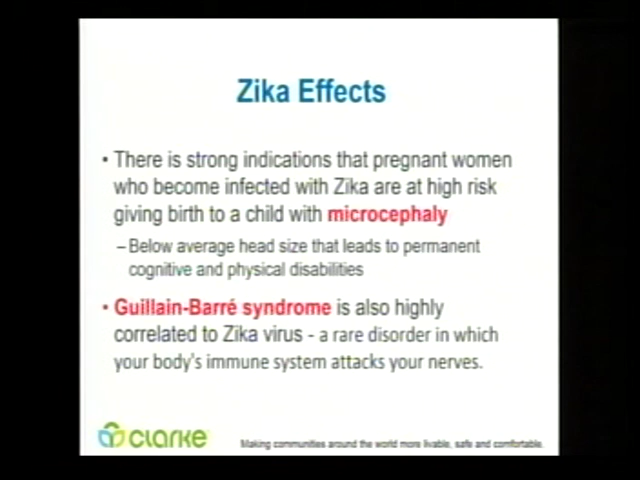 Zika Effects
• There is strong indications that pregnant women
who become infected with Zika are at high risk
giving birth to a child with microcephaly
– Below average head size that leads to permanent
cognitive and physical disabilities
• Guillain-Barré syndrome is also highly
correlated to Zika virus - a rare disorder in which
your body's immune system attacks your nerves.
clarke
Making communities around the world more livable, safe and comfortable.